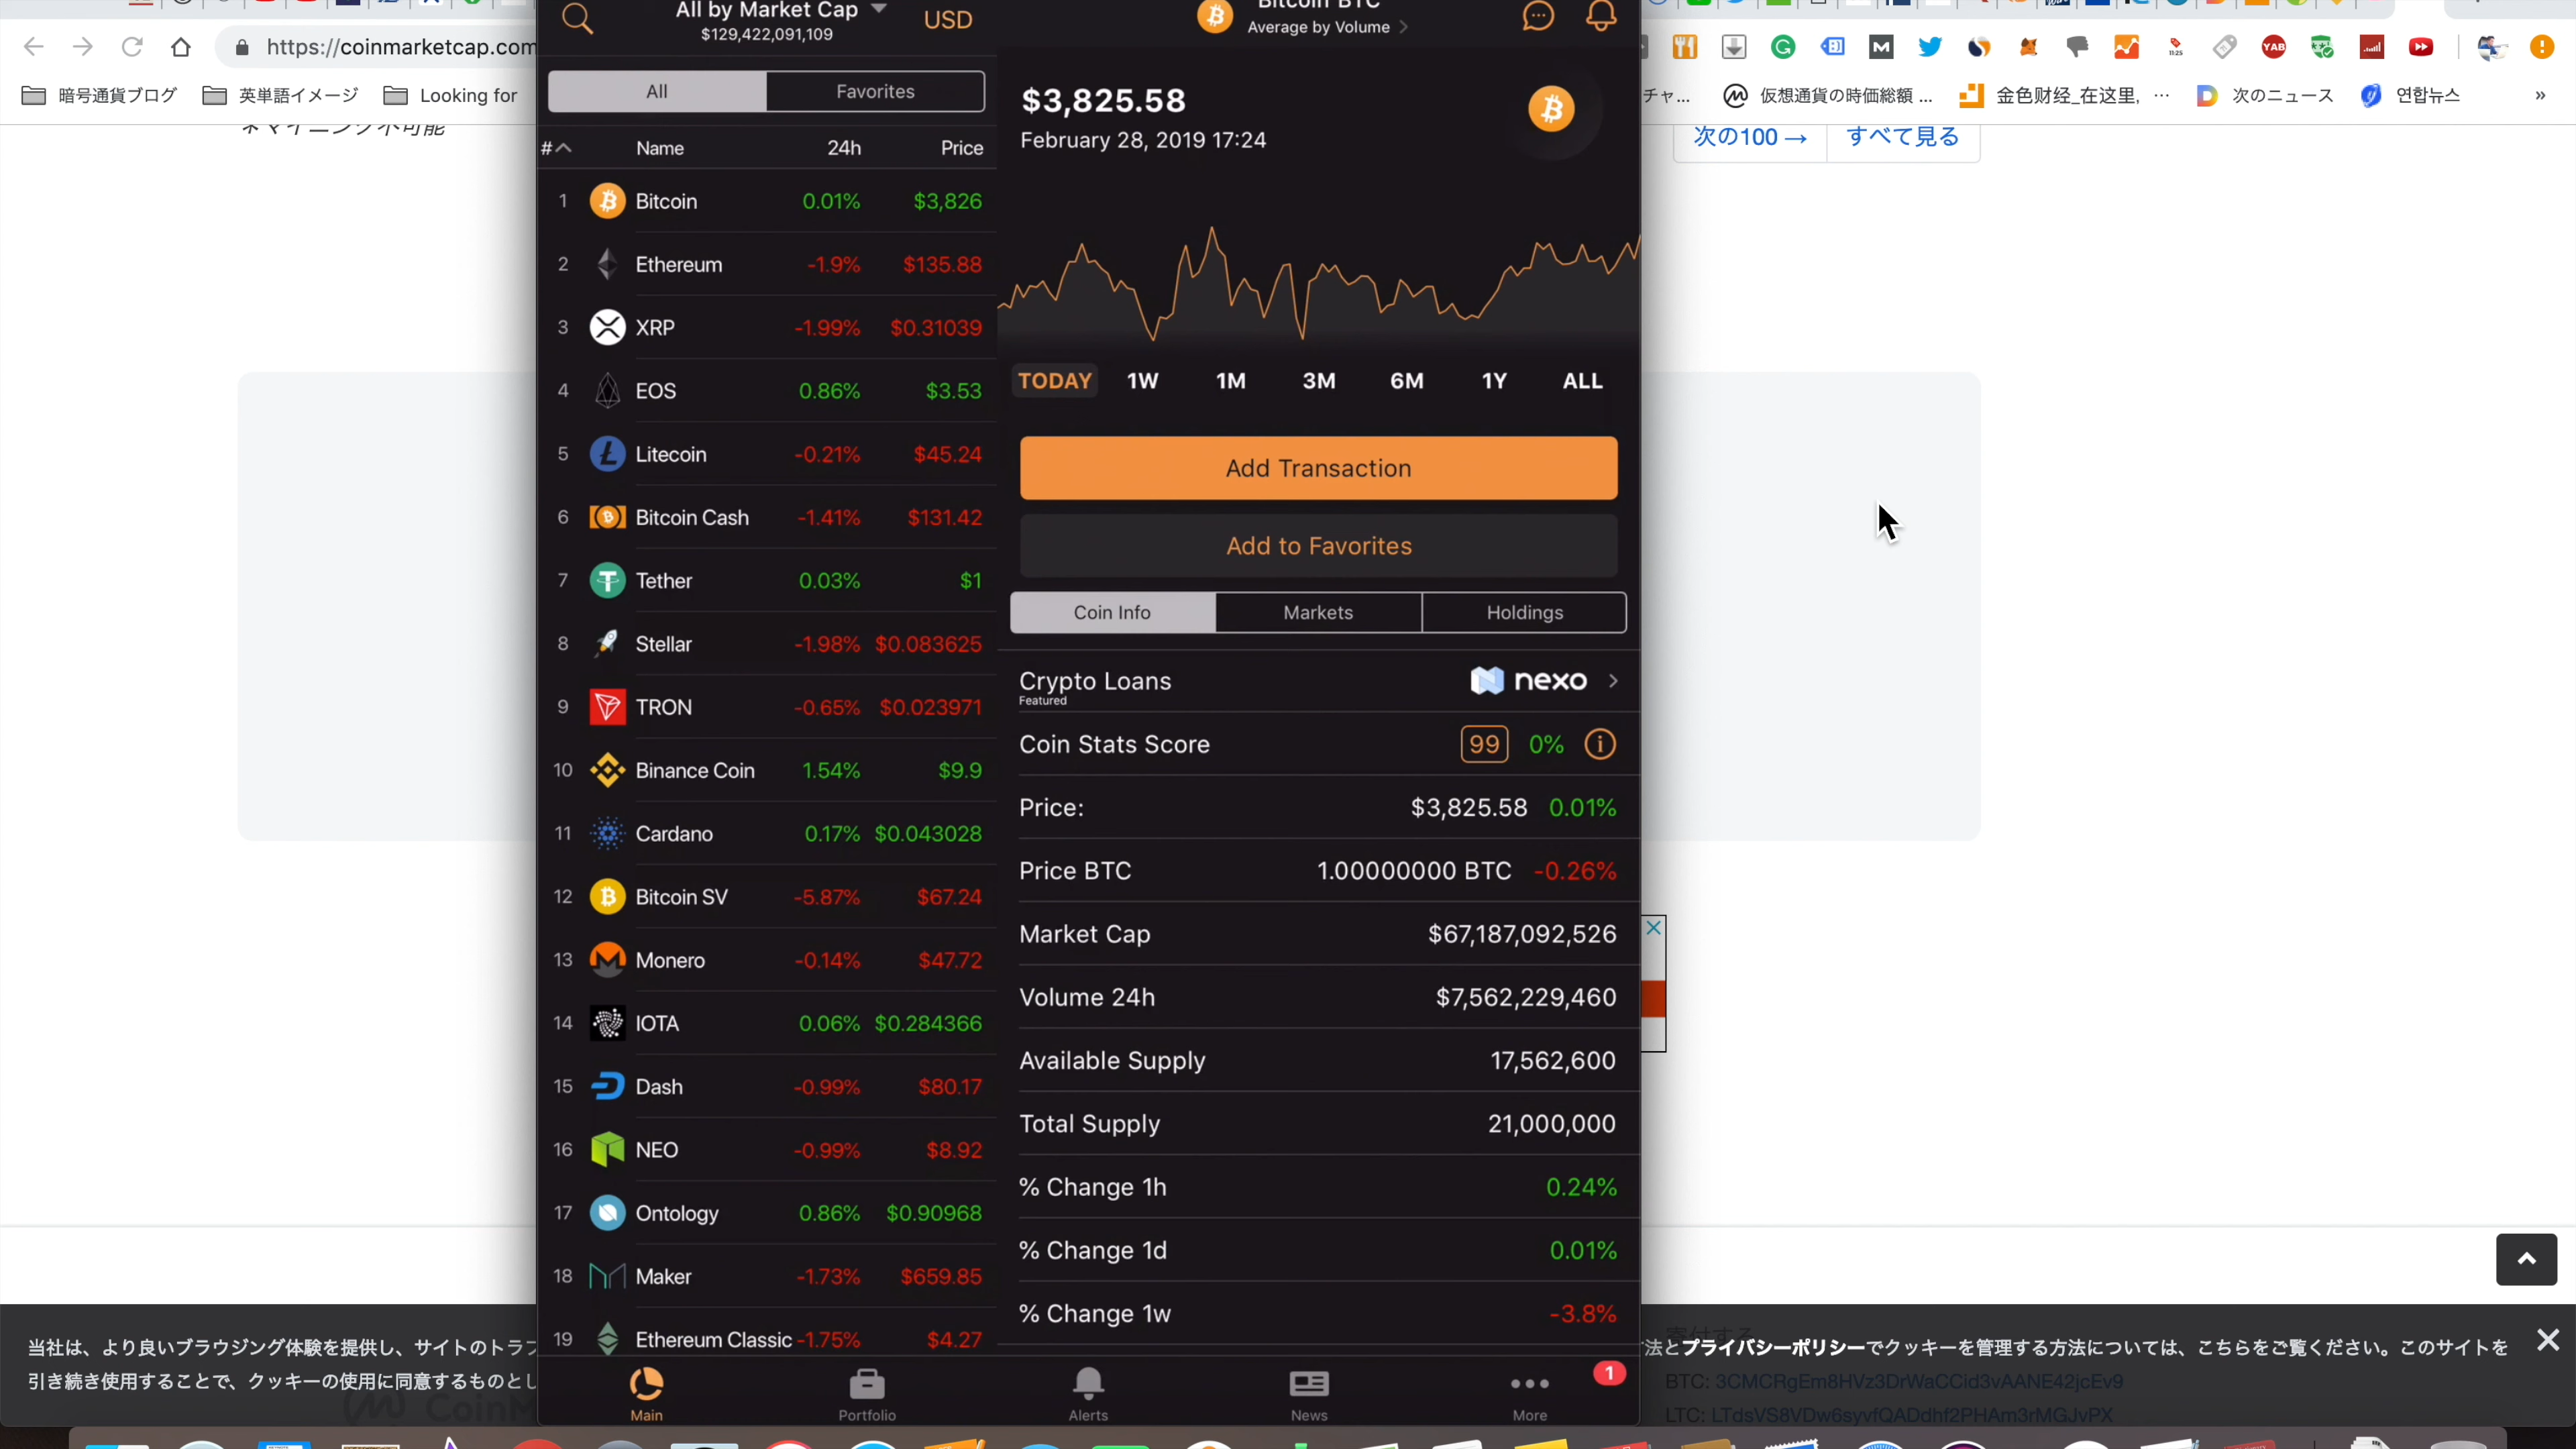 https://coinmarketcap.com
暗号通貨ブログ
英単語イメージ
Looking for
チャ...
仮想通貨の時価総額 ...
金色财经_在这里, ...
次のニュース
연합뉴스
»
次の100 →
すべて見る
All by Market Cap
$129,422,091,109
USD
All
Favorites
# Name 24h Price
1 Bitcoin 0.01% $3,826
2 Ethereum -1.9% $135.88
3 XRP -1.99% $0.31039
4 EOS 0.86% $3.53
5 Litecoin -0.21% $45.24
6 Bitcoin Cash -1.41% $131.42
7 Tether 0.03% $1
8 Stellar -1.98% $0.083625
9 TRON -0.65% $0.023971
10 Binance Coin 1.54% $9.9
11 Cardano 0.17% $0.043028
12 Bitcoin SV -5.87% $67.24
13 Monero -0.14% $47.72
14 IOTA 0.06% $0.284366
15 Dash -0.99% $80.17
16 NEO -0.99% $8.92
17 Ontology 0.86% $0.90968
18 Maker -1.73% $659.85
19 Ethereum Classic -1.75% $4.27
Bitcoin BTC
Average by Volume
$3,825.58
February 28, 2019 17:24
TODAY 1W 1M 3M 6M 1Y ALL
Add Transaction
Add to Favorites
Coin Info
Markets
Holdings
Crypto Loans
Featured
nexo
Coin Stats Score 99 0%
Price: $3,825.58 0.01%
Price BTC 1.00000000 BTC -0.26%
Market Cap $67,187,092,526
Volume 24h $7,562,229,460
Available Supply 17,562,600
Total Supply 21,000,000
% Change 1h 0.24%
% Change 1d 0.01%
% Change 1w -3.8%
Main
Portfolio
Alerts
News
More
1
当社は、より良いブラウジング体験を提供し、サイトのトラフ
引き続き使用することで、クッキーの使用に同意するものとし
法とプライバシーポリシーでクッキーを管理する方法については、こちらをご覧ください。このサイトを
BTC: 3CMCRgEm8HVz3DrWaCCid3vAANE42jcEv9
LTC: LTdsVS8VDw6syvfQADdhf2PHAm3rMGJvPX